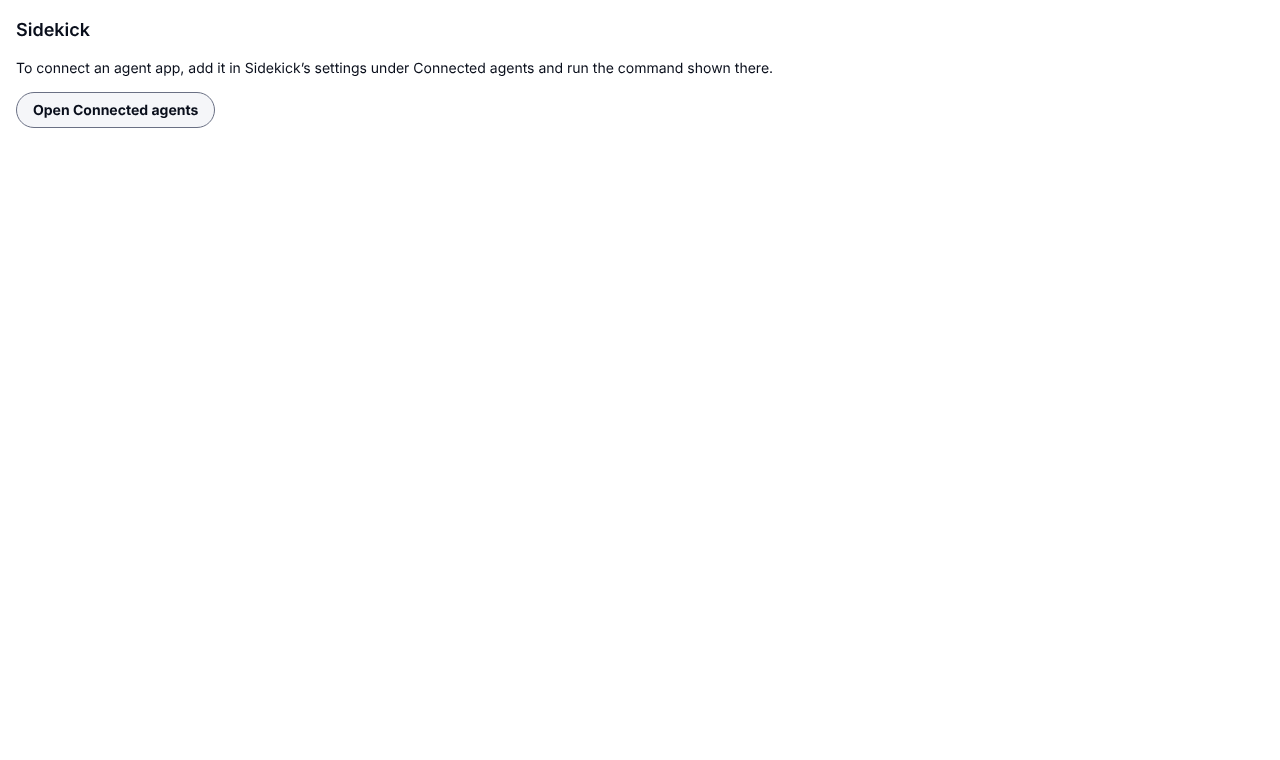 Sidekick
To connect an agent app, add it in Sidekick’s settings under Connected agents and run the command shown there.
Open Connected agents